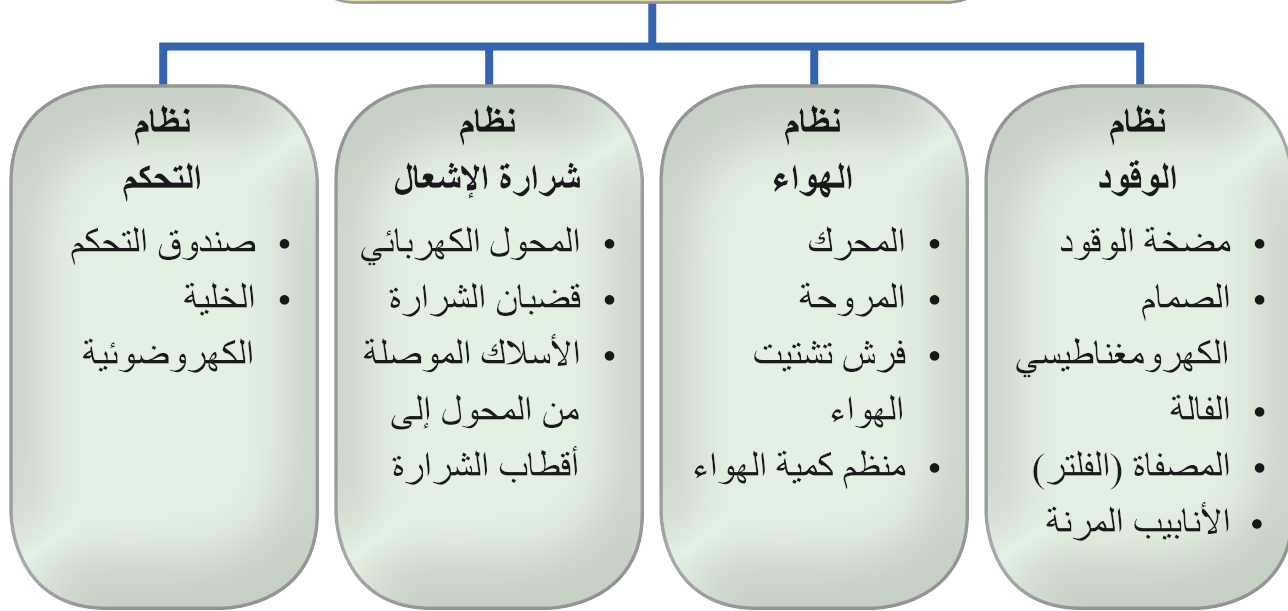 نظام
الوقود
• مضخة الوقود
• الصمام
الكهرومغناطيسي
• الفالة
• المصفاة (الفلتر)
• الأنابيب المرنة
نظام
الهواء
• المحرك
• المروحة
• فرش تشتيت
الهواء
• منظم كمية الهواء
نظام
شرارة الإشعال
• المحول الكهربائي
• قضبان الشرارة
• الأسلاك الموصلة
من المحول إلى
أقطاب الشرارة
نظام
التحكم
• صندوق التحكم
• الخلية
الكهروضوئية